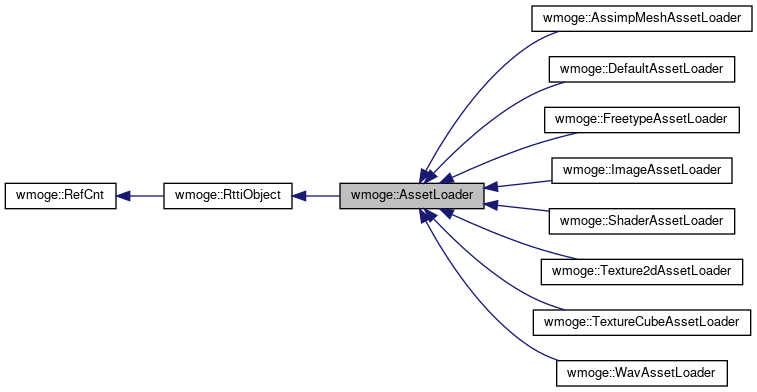 wmoge::AssimpMeshAssetLoader
wmoge::DefaultAssetLoader
wmoge::FreetypeAssetLoader
wmoge::ImageAssetLoader
wmoge::RefCnt
wmoge::RttiObject
wmoge::AssetLoader
wmoge::ShaderAssetLoader
wmoge::Texture2dAssetLoader
wmoge::TextureCubeAssetLoader
wmoge::WavAssetLoader